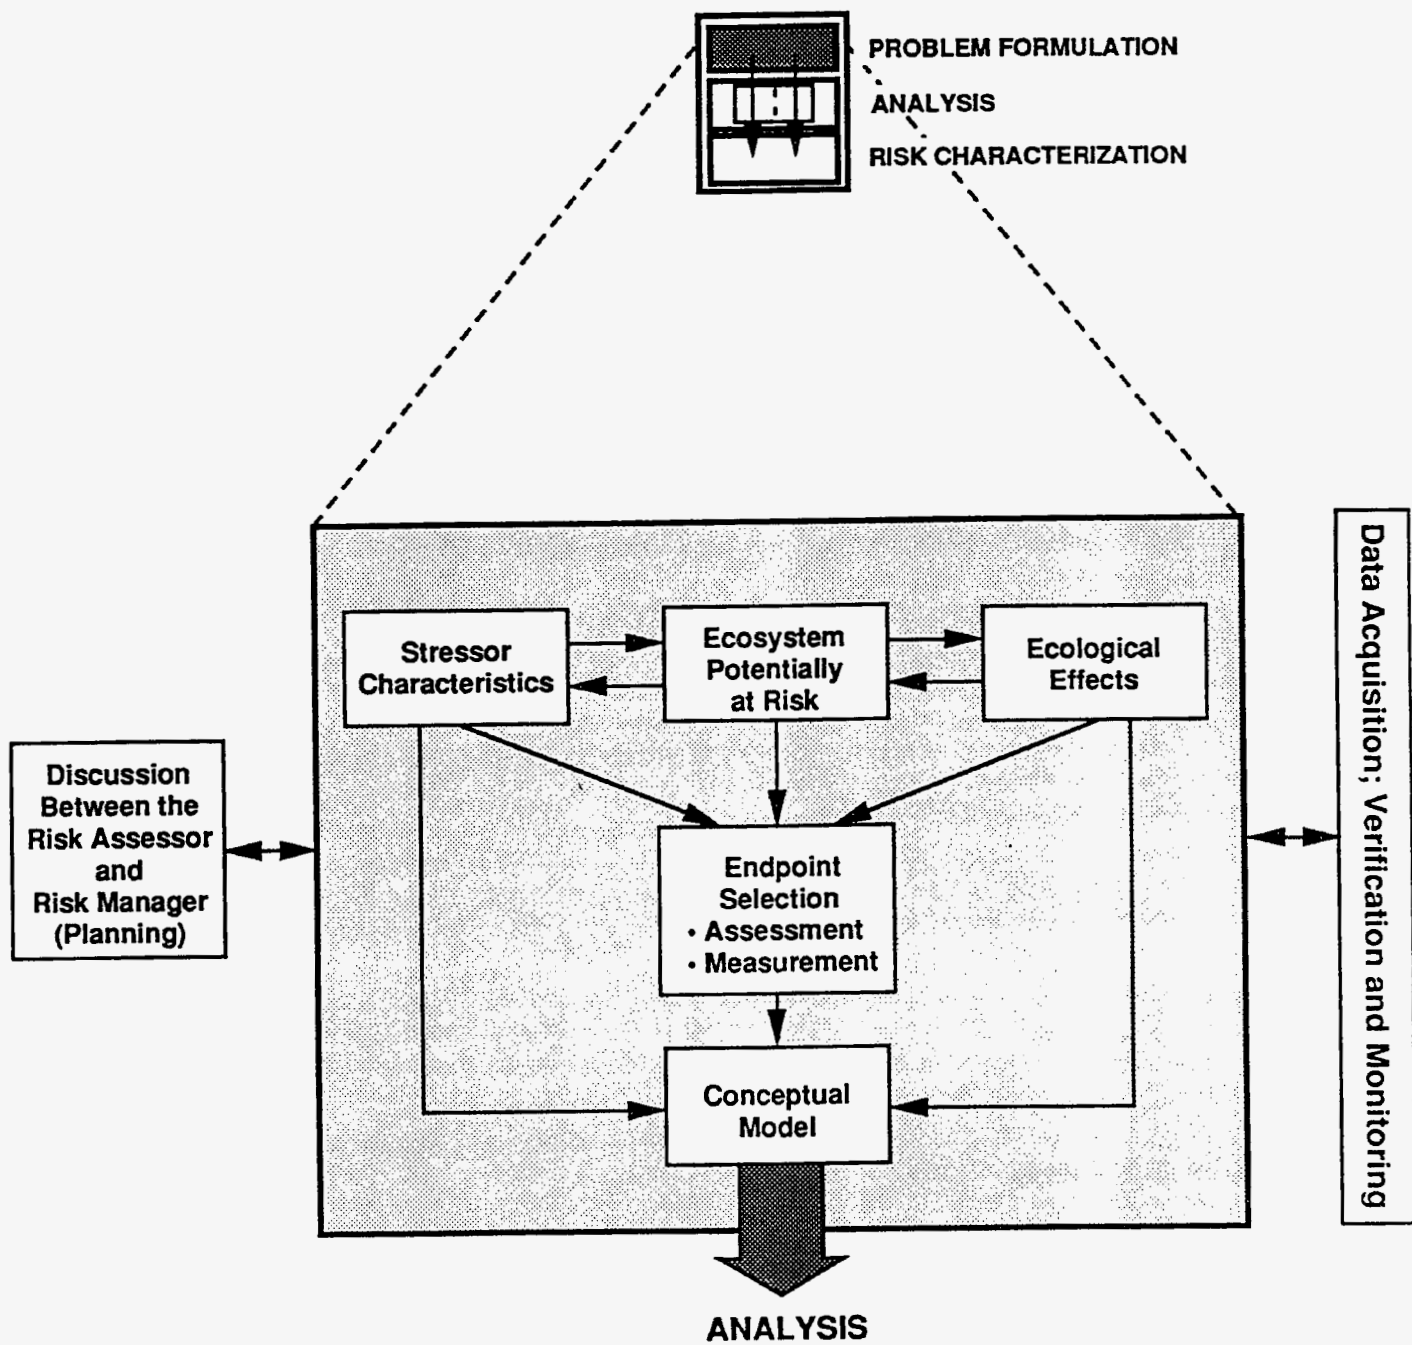 PROBLEM FORMULATION
ANALYSIS
RISK CHARACTERIZATION
Stressor
Characteristics
Ecosystem
Potentially
at Risk
Ecological
Effects
Discussion
Between the
Risk Assessor
and
Risk Manager
(Planning)
Endpoint
Selection
• Assessment
• Measurement
Conceptual
Model
Data Acquisition; Verification and Monitoring
ANALYSIS